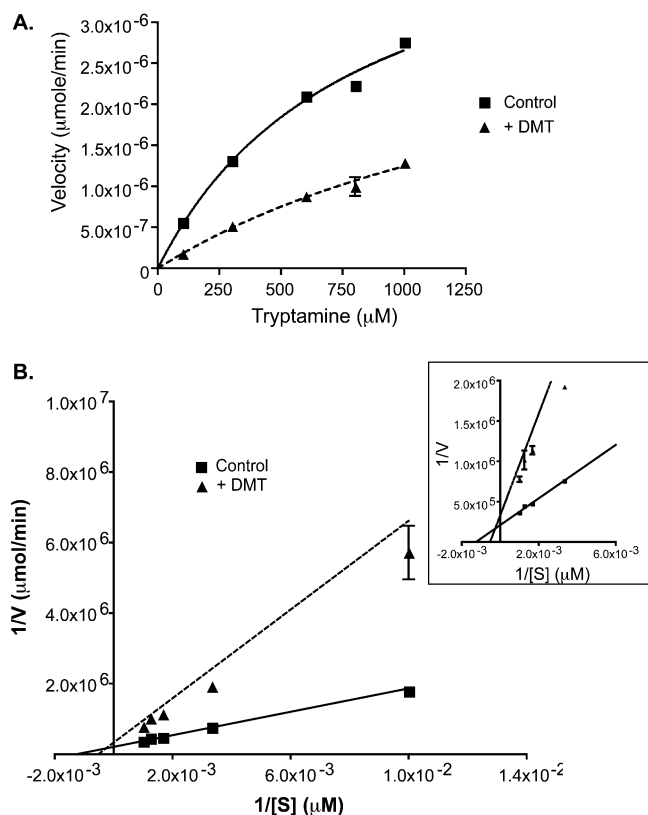 A.
3.0x10⁻⁶
2.5x10⁻⁶
2.0x10⁻⁶
1.5x10⁻⁶
1.0x10⁻⁶
5.0x10⁻⁷
0
Velocity (μmole/min)
0 250 500 750 1000 1250
Tryptamine (μM)
Control
+ DMT
B.
1.0x10⁷
8.0x10⁶
6.0x10⁶
4.0x10⁶
2.0x10⁶
1/V (μmol/min)
-2.0x10⁻³ 2.0x10⁻³ 6.0x10⁻³ 1.0x10⁻² 1.4x10⁻²
1/[S] (μM)
Control
+ DMT
2.0x10⁶
1.5x10⁶
1.0x10⁶
5.0x10⁵
1/V
-2.0x10⁻³ 2.0x10⁻³ 6.0x10⁻³
1/[S] (μM)